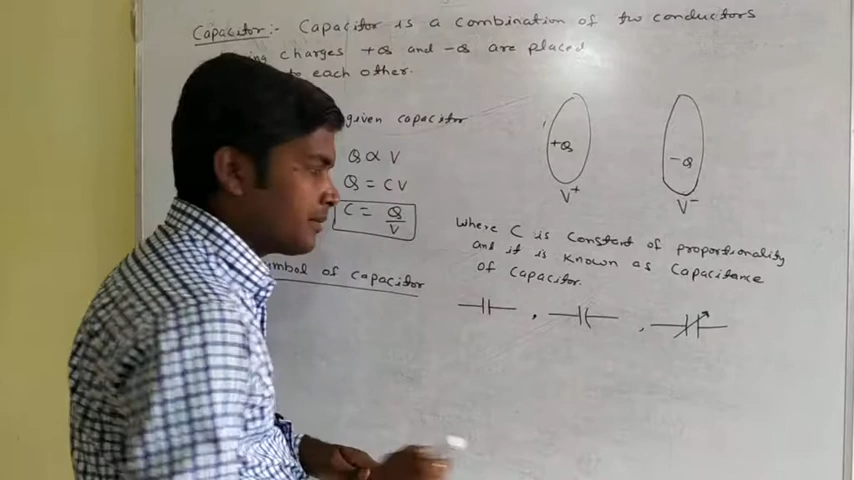 Capacitor:- Capacitor is a combination of two conductors
charges +Q and -Q are placed
to each other.
given capacitor
+Q
-Q
Q ∝ V
V+
V-
Q = CV
C = Q/V
Where C is Constant of proportionality
and it is known as Capacitance
of Capacitor.
symbol of Capacitor